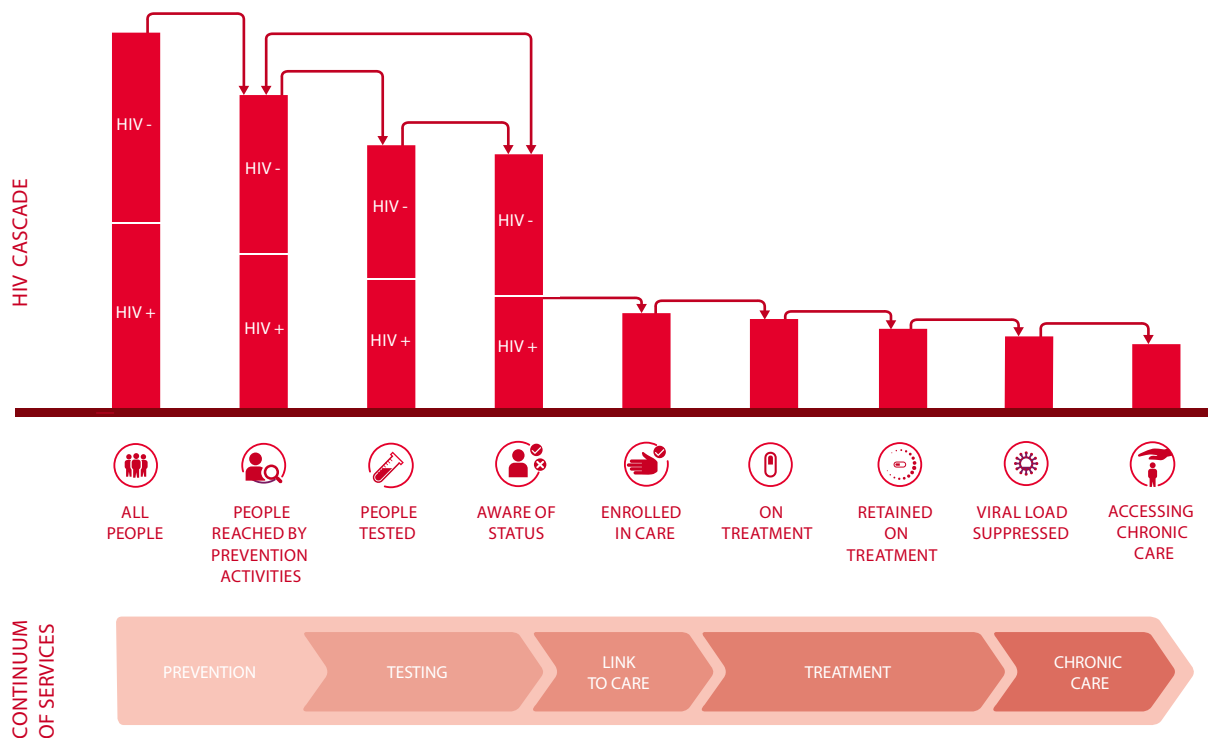 HIV CASCADE
HIV -
HIV +
HIV -
HIV +
HIV -
HIV +
HIV -
HIV +
ALL
PEOPLE
PEOPLE
REACHED BY
PREVENTION
ACTIVITIES
PEOPLE
TESTED
AWARE OF
STATUS
ENROLLED
IN CARE
ON
TREATMENT
RETAINED
ON
TREATMENT
VIRAL LOAD
SUPPRESSED
ACCESSING
CHRONIC
CARE
CONTINUUM
OF SERVICES
PREVENTION
TESTING
LINK
TO CARE
TREATMENT
CHRONIC
CARE